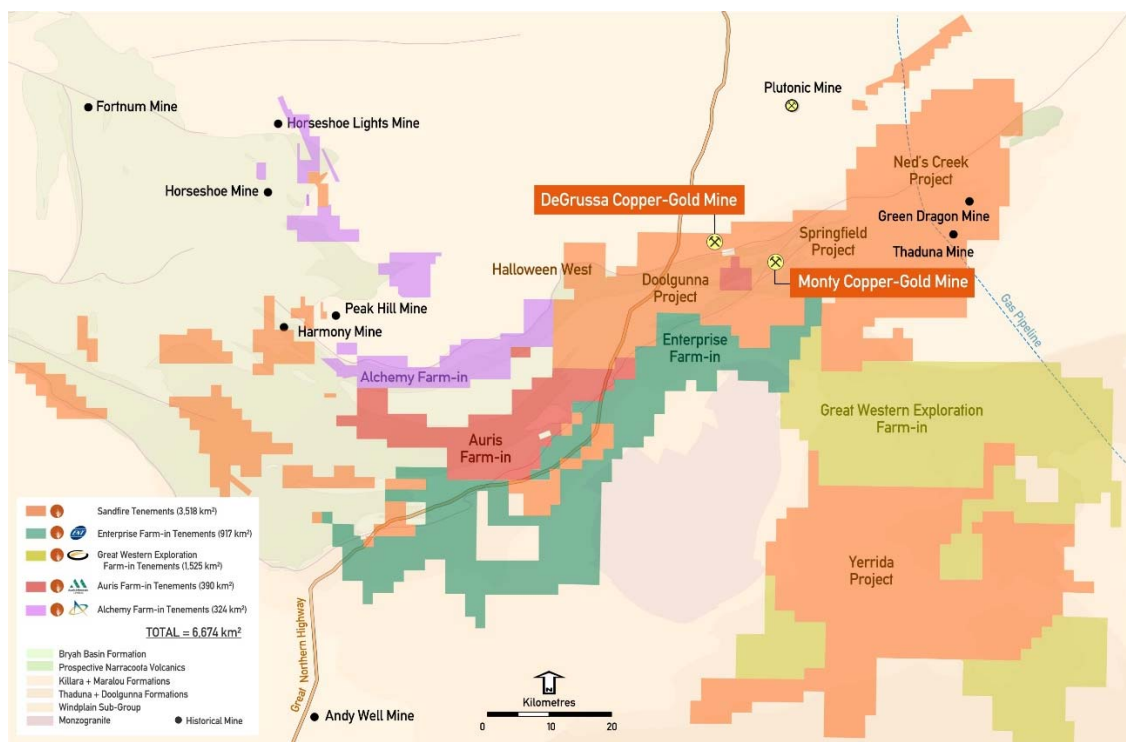 Fortnum Mine
Horseshoe Lights Mine
Horseshoe Mine
Plutonic Mine
Ned's Creek
Project
Green Dragon Mine
Thaduna Mine
DeGrussa Copper-Gold Mine
Springfield
Project
Halloween West
Doolgunna
Project
Monty Copper-Gold Mine
Gas Pipeline
Peak Hill Mine
Harmony Mine
Enterprise
Farm-in
Alchemy Farm-in
Great Western Exploration
Farm-in
Auris
Farm-in
Yerrida
Project
Great Northern Highway
Andy Well Mine
Sandfire Tenements (3,518 km²)
Enterprise Farm-in Tenements (917 km²)
Great Western Exploration
Farm-in Tenements (1,525 km²)
Auris Farm-in Tenements (390 km²)
Alchemy Farm-in Tenements (324 km²)
TOTAL = 6,674 km²
Bryah Basin Formation
Prospective Narracoota Volcanics
Killara + Maralou Formations
Thaduna + Doolgunna Formations
Windplain Sub-Group
Monzogranite
Historical Mine
N
Kilometres
0 10 20